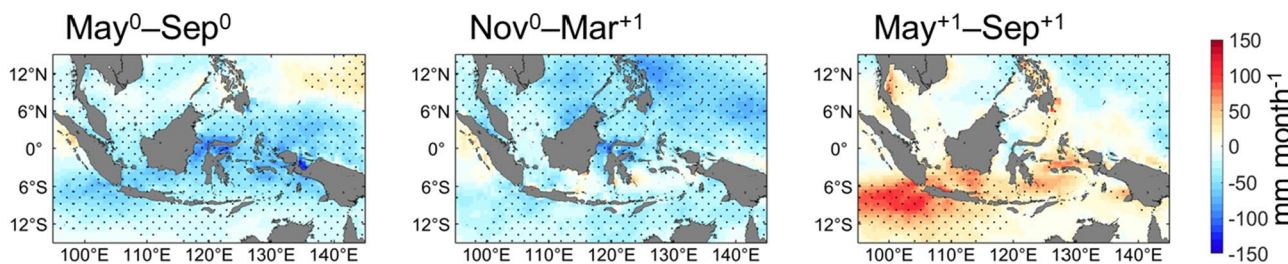 May⁰–Sep⁰ Nov⁰–Mar⁺¹ May⁺¹–Sep⁺¹
12°N 12°N 12°N 150
6°N 6°N 6°N 100
50
0° 0° 0° 0
6°S 6°S 6°S -50
-100
12°S 12°S 12°S -150
100°E 110°E 120°E 130°E 140°E 100°E 110°E 120°E 130°E 140°E 100°E 110°E 120°E 130°E 140°E
mm month⁻¹